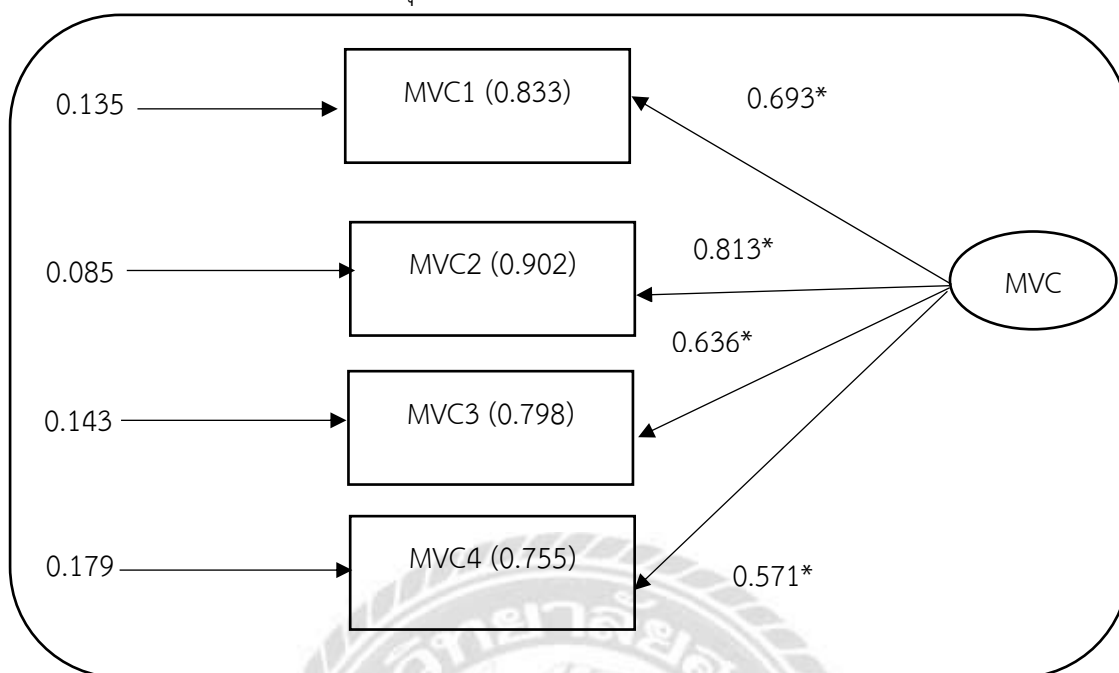 0.135
MVC1 (0.833)
0.693*
0.085
MVC2 (0.902)
0.813*
MVC
0.636*
0.143
MVC3 (0.798)
0.179
MVC4 (0.755)
0.571*